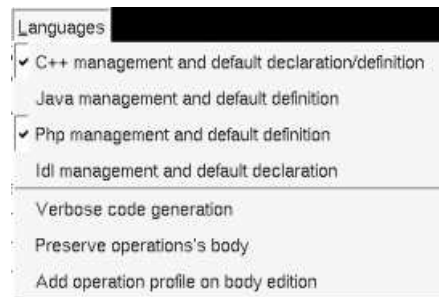 Languages
C++ management and default declaration/definition
Java management and default definition
Php management and default definition
Idl management and default declaration
Verbose code generation
Preserve operations's body
Add operation profile on body edition